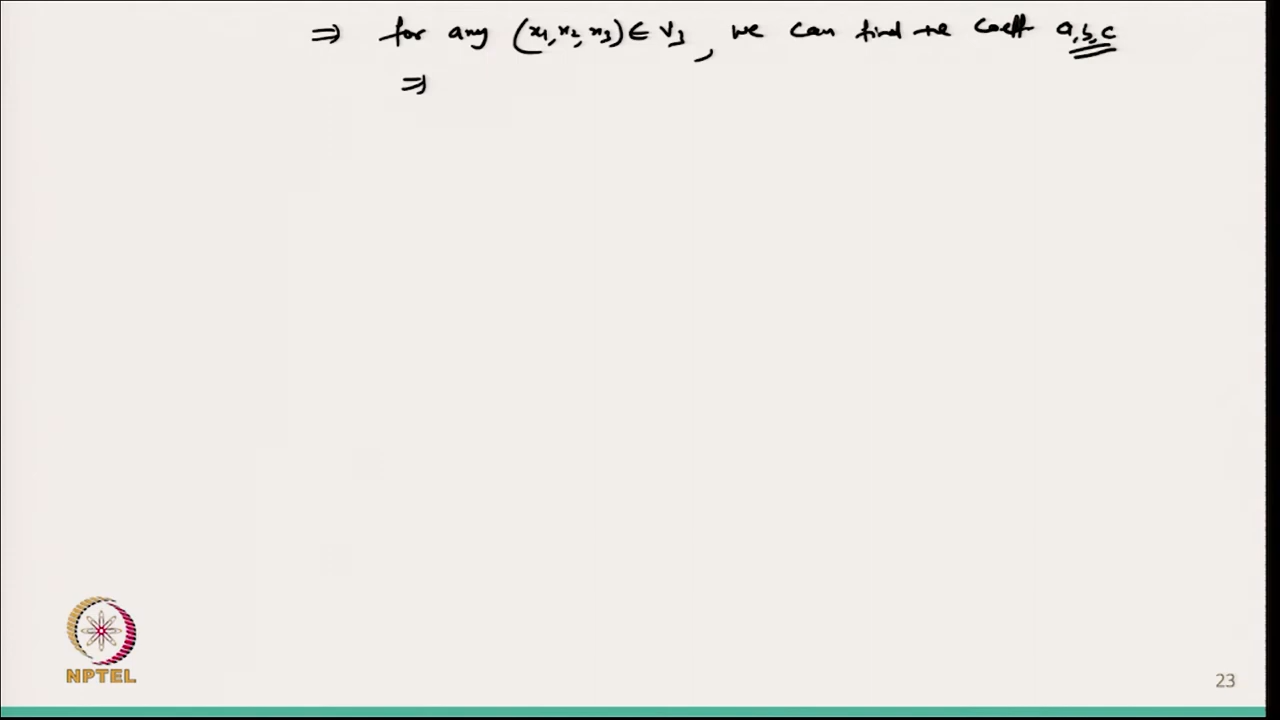 ⇒ for any (x1, x2, x3) ∈ V3, we can find the coeff a, b, c
⇒
NPTEL
23